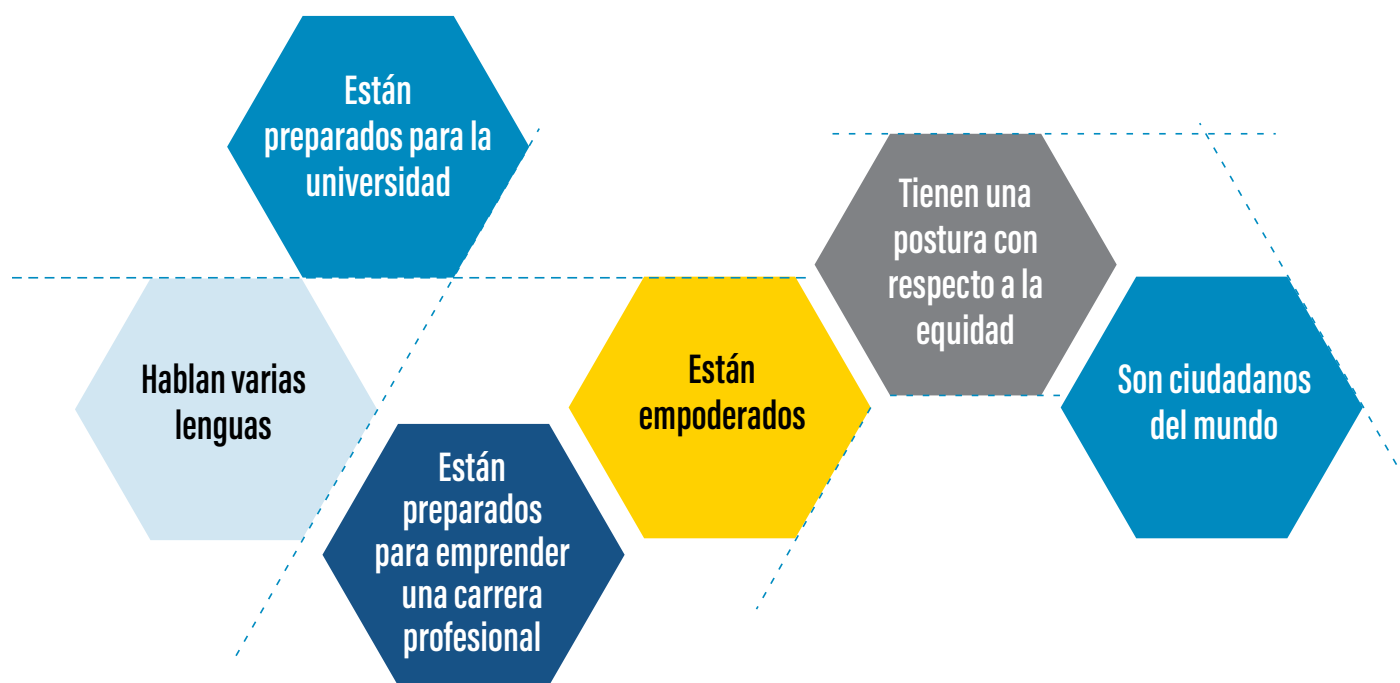 Están
preparados para la
universidad
Hablan varias
lenguas
Están
preparados
para emprender
una carrera
profesional
Están
empoderados
Tienen una
postura con
respecto a la
equidad
Son ciudadanos
del mundo